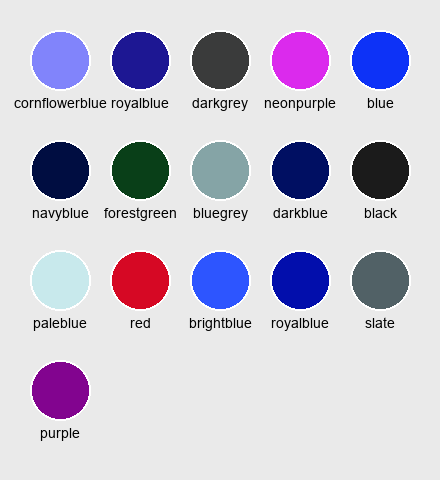 cornflowerblue royalblue darkgrey neonpurple blue
navyblue forestgreen bluegrey darkblue black
paleblue red brightblue royalblue slate
purple